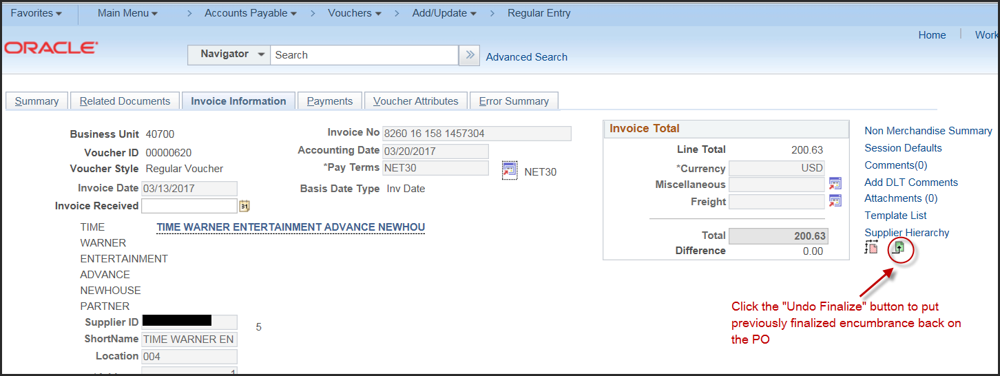 Favorites Main Menu > Accounts Payable > Vouchers > Add/Update > Regular Entry
Home Work
ORACLE
Navigator Search Advanced Search
Summary Related Documents Invoice Information Payments Voucher Attributes Error Summary
Business Unit 40700
Voucher ID 00000620
Voucher Style Regular Voucher
Invoice Date 03/13/2017
Invoice Received 31
Invoice No 8260 16 158 1457304
Accounting Date 03/20/2017
*Pay Terms NET30 NET30
Basis Date Type Inv Date
TIME
WARNER
ENTERTAINMENT
ADVANCE
NEWHOUSE
PARTNER
TIME WARNER ENTERTAINMENT ADVANCE NEWHOU
Supplier ID 5
ShortName TIME WARNER EN
Location 004
1
Invoice Total
Line Total 200.63
*Currency USD
Miscellaneous
Freight
Total 200.63
Difference 0.00
Non Merchandise Summary
Session Defaults
Comments(0)
Add DLT Comments
Attachments (0)
Template List
Supplier Hierarchy
Click the "Undo Finalize" button to put
previously finalized encumbrance back on
the PO